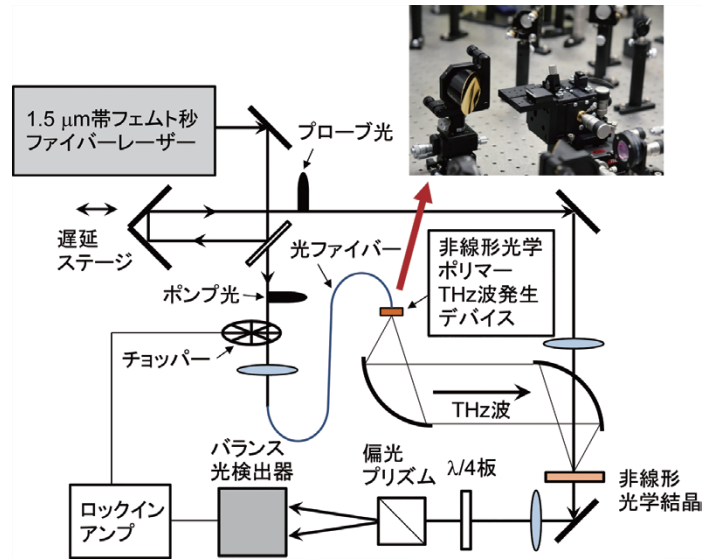 1.5 μm帯フェムト秒
ファイバーレーザー
プローブ光
遅延
ステージ
光ファイバー
非線形光学
ポリマー
THz波発生
デバイス
ポンプ光
チョッパー
THz波
バランス
光検出器
偏光
プリズム
λ/4板
非線形
光学結晶
ロックイン
アンプ